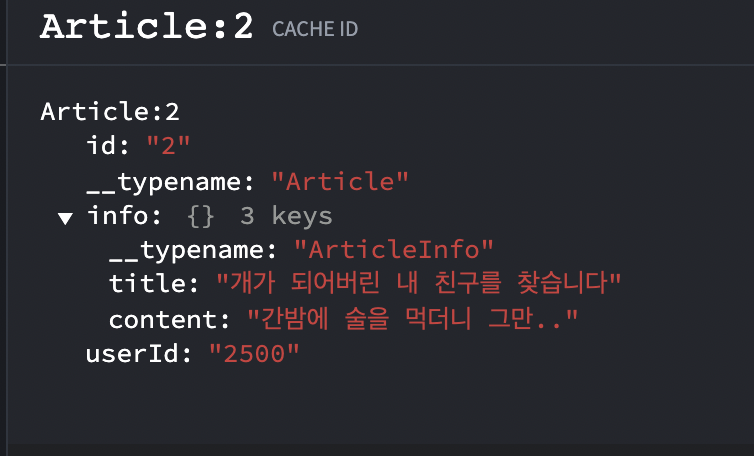 Article:2 CACHE ID
Article:2
id: "2"
__typename: "Article"
▼ info: {} 3 keys
__typename: "ArticleInfo"
title: "개가 되어버린 내 친구를 찾습니다"
content: "간밤에 술을 먹더니 그만.."
userId: "2500"